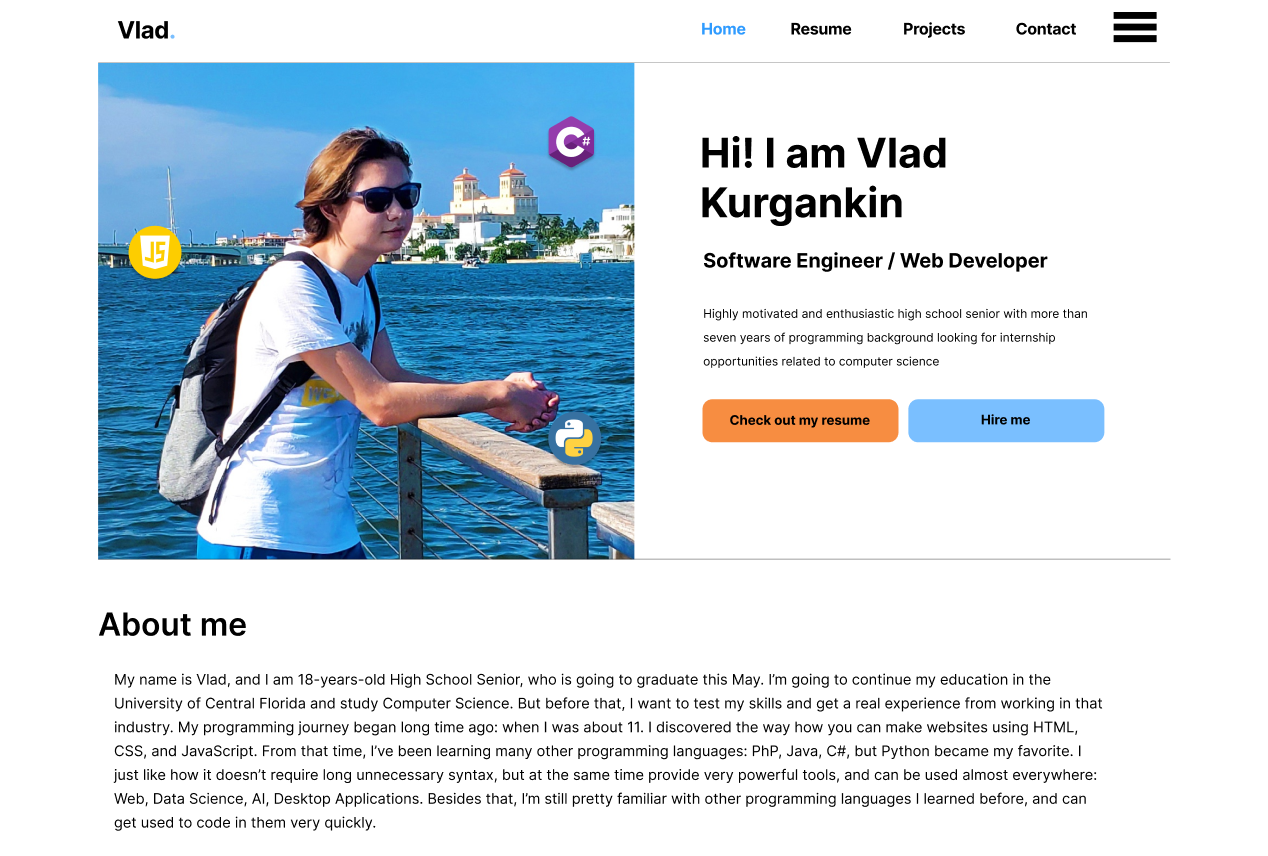 Vlad.
Home Resume Projects Contact
C#
JS
Hi! I am Vlad
Kurgankin
Software Engineer / Web Developer
Highly motivated and enthusiastic high school senior with more than
seven years of programming background looking for internship
opportunities related to computer science
Check out my resume Hire me
About me
My name is Vlad, and I am 18-years-old High School Senior, who is going to graduate this May. I’m going to continue my education in the
University of Central Florida and study Computer Science. But before that, I want to test my skills and get a real experience from working in that
industry. My programming journey began long time ago: when I was about 11. I discovered the way how you can make websites using HTML,
CSS, and JavaScript. From that time, I’ve been learning many other programming languages: PhP, Java, C#, but Python became my favorite. I
just like how it doesn’t require long unnecessary syntax, but at the same time provide very powerful tools, and can be used almost everywhere:
Web, Data Science, AI, Desktop Applications. Besides that, I’m still pretty familiar with other programming languages I learned before, and can
get used to code in them very quickly.